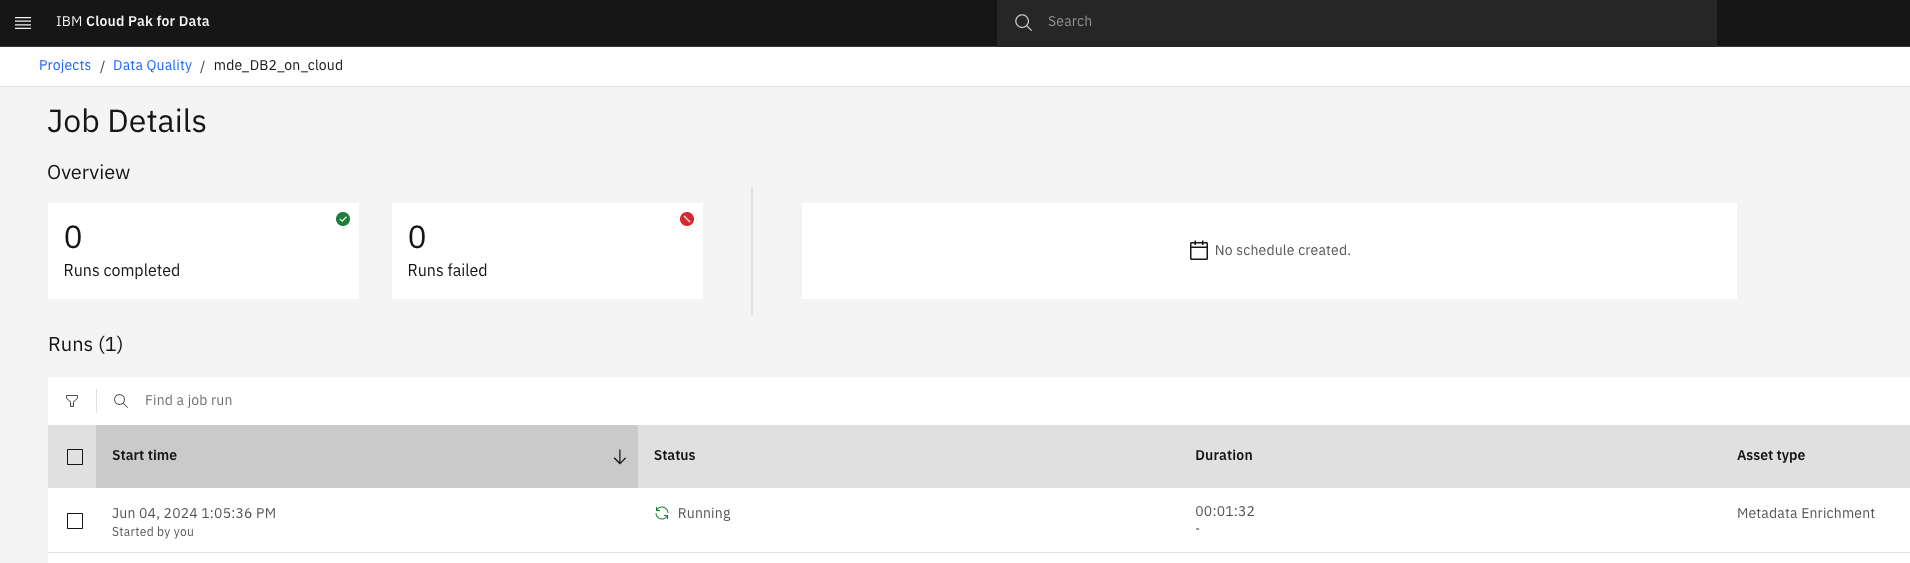 IBM Cloud Pak for Data
Search
Projects / Data Quality / mde_DB2_on_cloud
Job Details
Overview
0
Runs completed
0
Runs failed
No schedule created.
Runs (1)
Find a job run
Start time Status Duration Asset type
Jun 04, 2024 1:05:36 PM Running 00:01:32 Metadata Enrichment
Started by you -